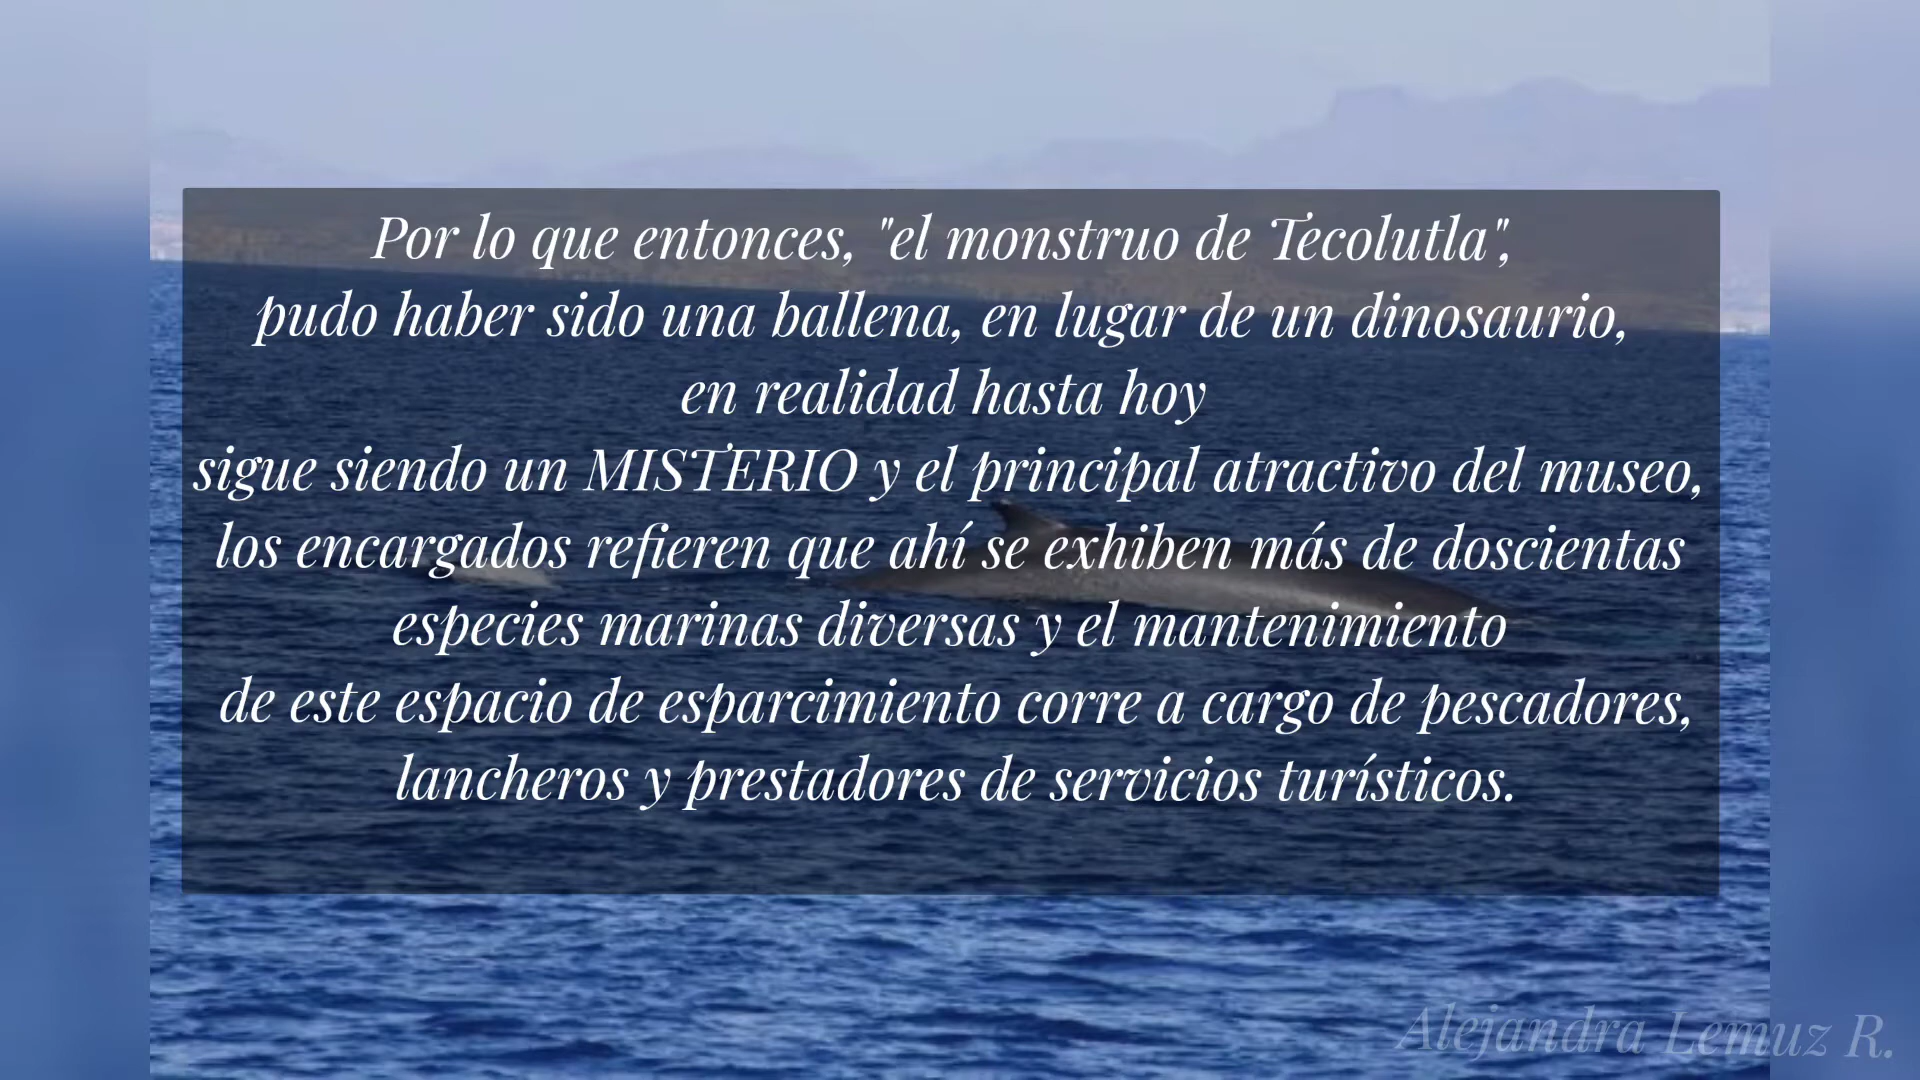 Por lo que entonces, "el monstruo de Tecolutla",
pudo haber sido una ballena, en lugar de un dinosaurio,
en realidad hasta hoy
sigue siendo un MISTERIO y el principal atractivo del museo,
los encargados refieren que ahí se exhiben más de doscientas
especies marinas diversas y el mantenimiento
de este espacio de esparcimiento corre a cargo de pescadores,
lancheros y prestadores de servicios turísticos.
Alejandra Lemuz R.